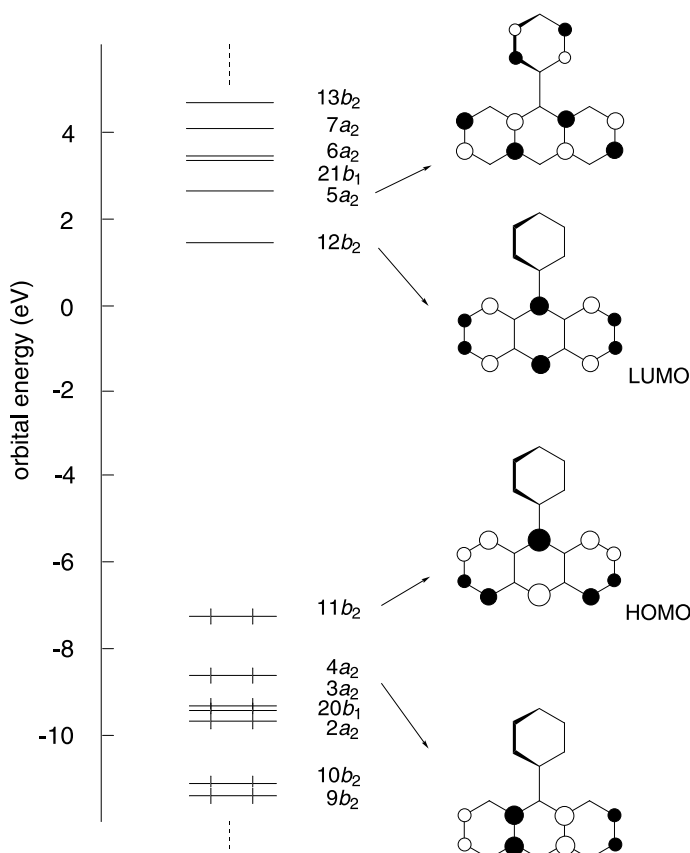 13b₂
4
7a₂
6a₂
21b₁
2
5a₂
12b₂
0
orbital energy (eV)
-2
LUMO
-4
-6
11b₂
HOMO
-8
4a₂
3a₂
20b₁
-10
2a₂
10b₂
9b₂